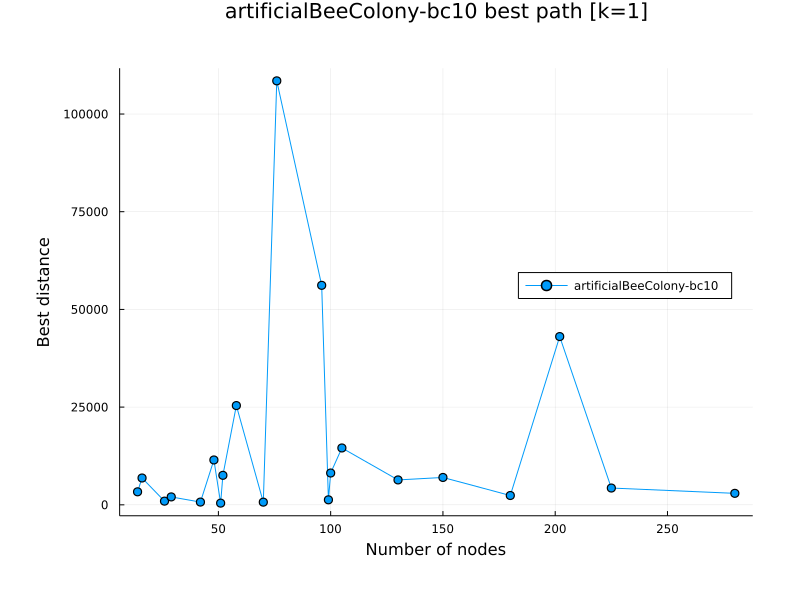 artificialBeeColony-bc10 best path [k=1]
100000
75000
50000
25000
0
Best distance
artificialBeeColony-bc10
50
100
150
200
250
Number of nodes